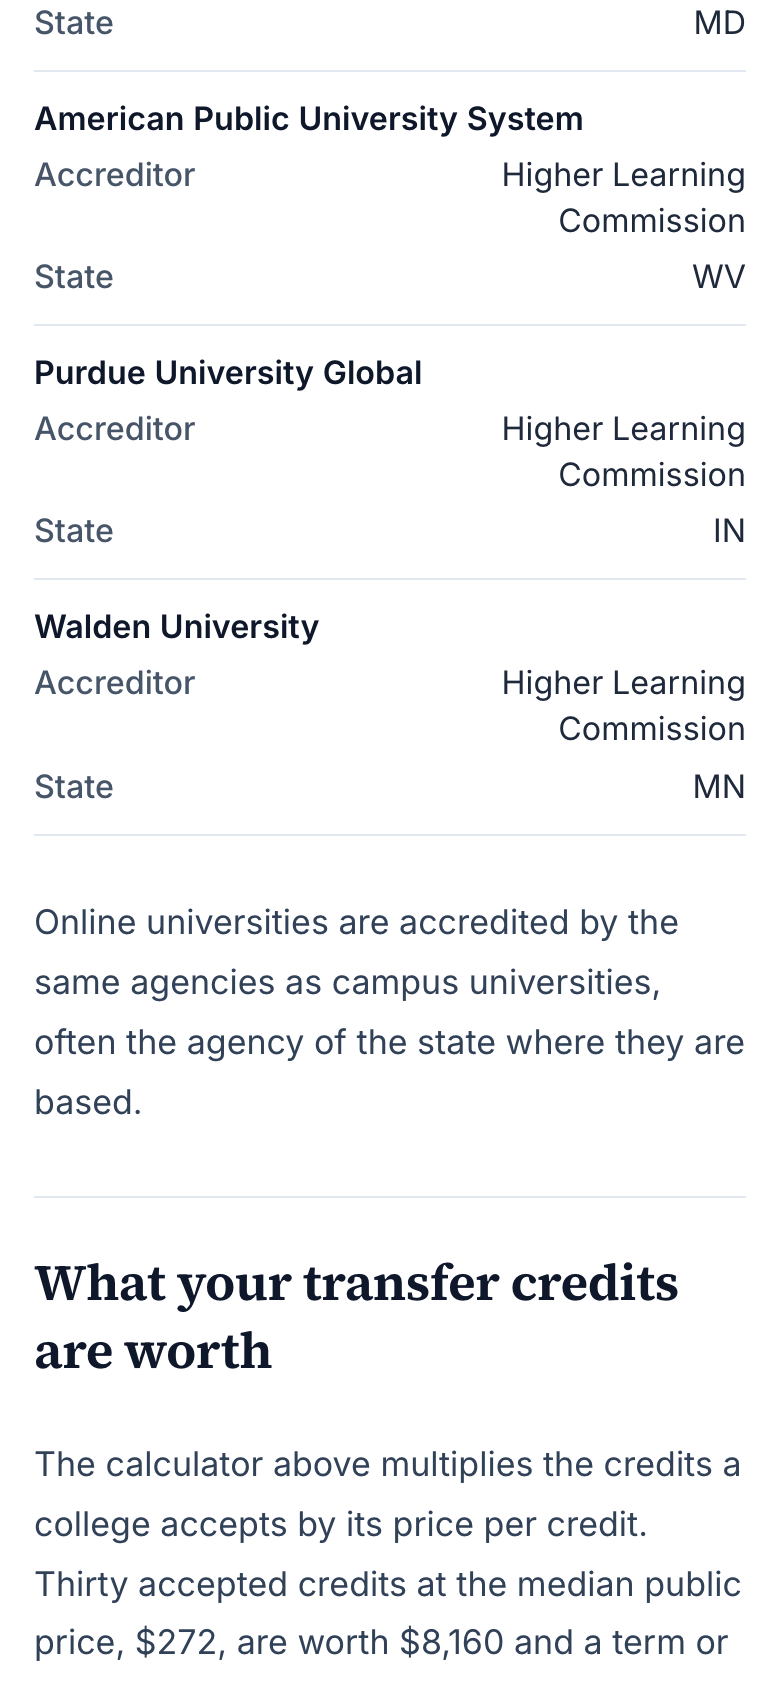 State MD
American Public University System
Accreditor Higher Learning
Commission
State WV
Purdue University Global
Accreditor Higher Learning
Commission
State IN
Walden University
Accreditor Higher Learning
Commission
State MN
Online universities are accredited by the
same agencies as campus universities,
often the agency of the state where they are
based.
What your transfer credits
are worth
The calculator above multiplies the credits a
college accepts by its price per credit.
Thirty accepted credits at the median public
price, $272, are worth $8,160 and a term or